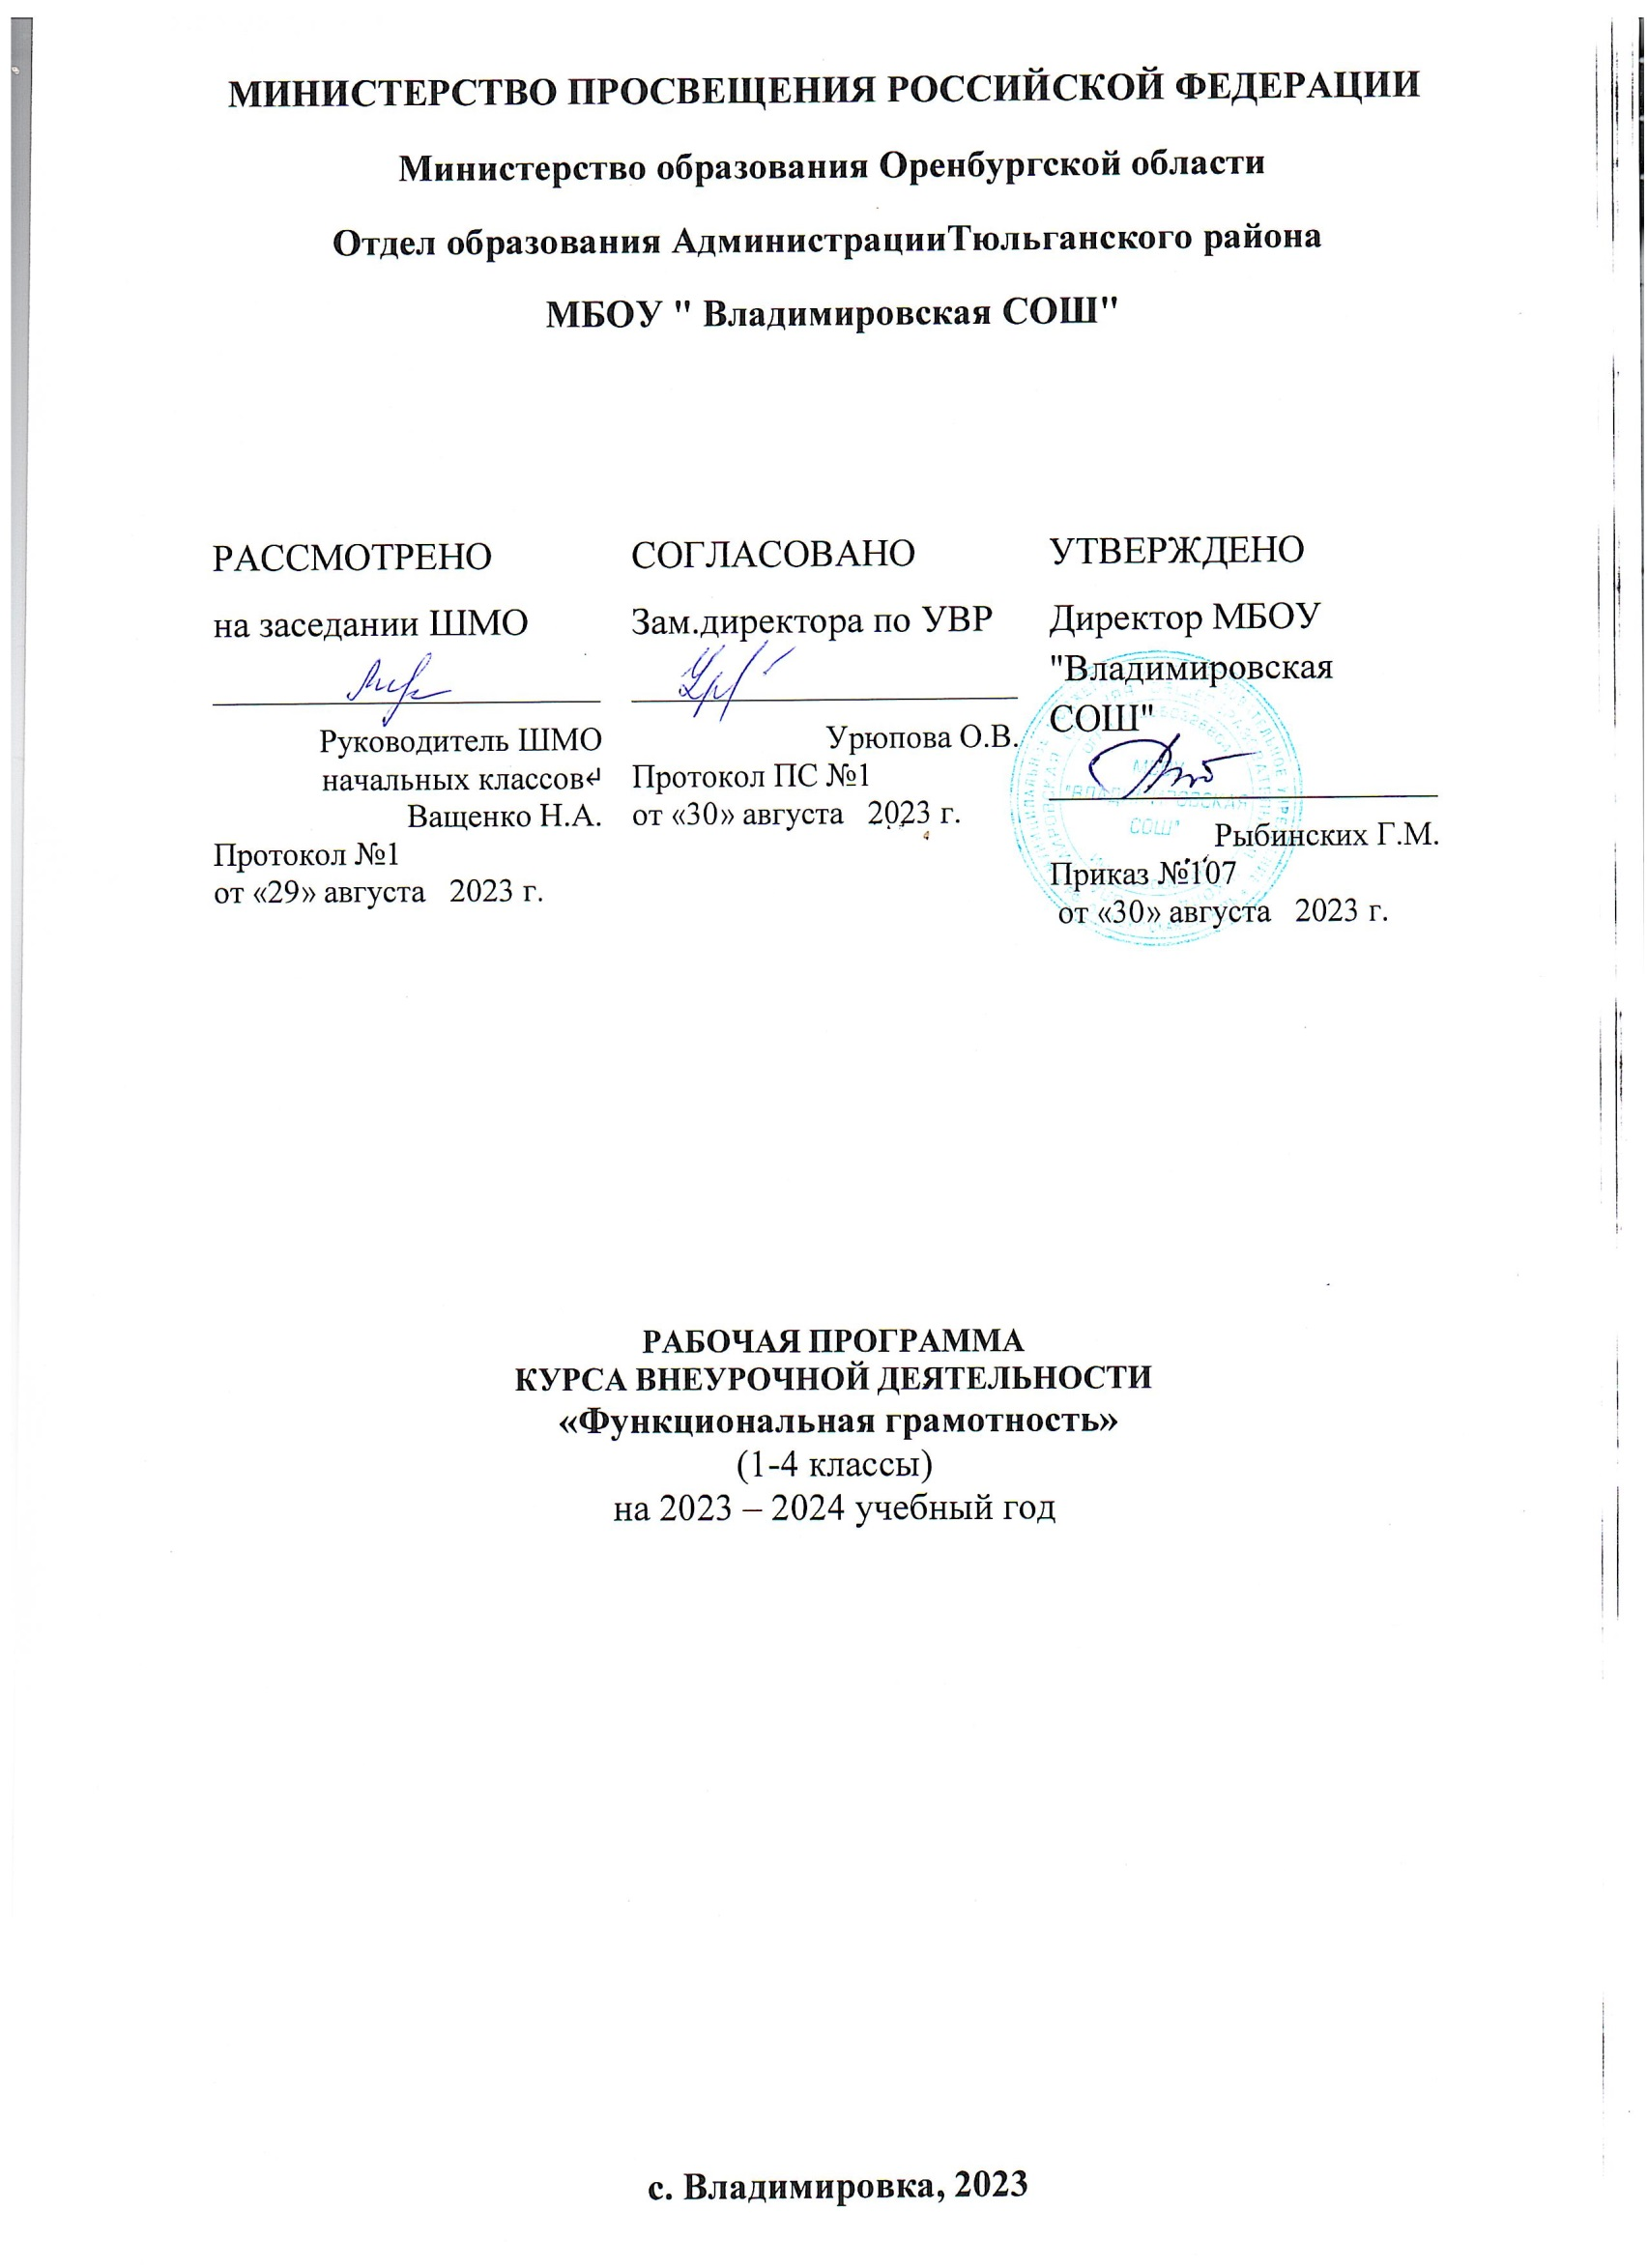 МИНИСТЕРСТВО ПРОСВЕЩЕНИЯ РОССИЙСКОЙ ФЕДЕРАЦИИ
Министерство образования Оренбургской области
Отдел образования АдминистрацииТюльганского района
МБОУ " Владимировская СОШ"
РАССМОТРЕНО
на заседании ШМО
Руководитель ШМО
начальных классов↵
Ващенко Н.А.
Протокол №1
от «29» августа 2023 г.
СОГЛАСОВАНО
Зам.директора по УВР
Урюпова О.В.
Протокол ПС №1
от «30» августа 2023 г.
УТВЕРЖДЕНО
Директор МБОУ
"Владимировская
СОШ"
Рыбинских Г.М.
Приказ №107
от «30» августа 2023 г.
РАБОЧАЯ ПРОГРАММА
КУРСА ВНЕУРОЧНОЙ ДЕЯТЕЛЬНОСТИ
«Функциональная грамотность»
(1-4 классы)
на 2023 – 2024 учебный год
с. Владимировка, 2023